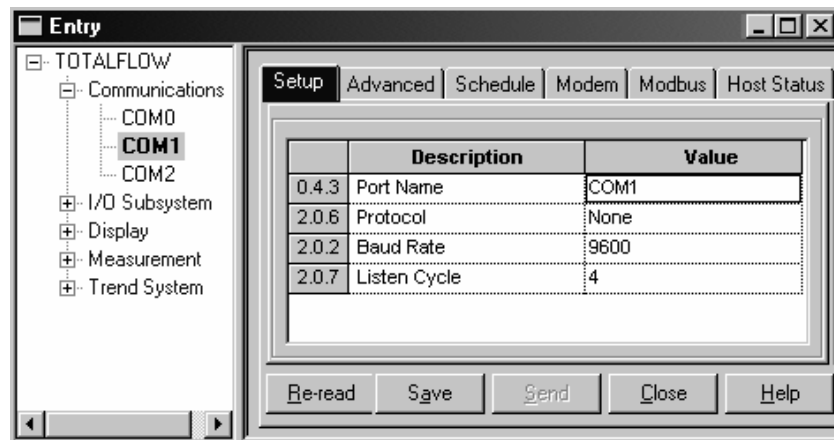 Entry
TOTALFLOW
Communications
COM0
COM1
COM2
I/O Subsystem
Display
Measurement
Trend System
Setup Advanced Schedule Modem Modbus Host Status
Description Value
0.4.3 Port Name COM1
2.0.6 Protocol None
2.0.2 Baud Rate 9600
2.0.7 Listen Cycle 4
Re-read Save Send Close Help